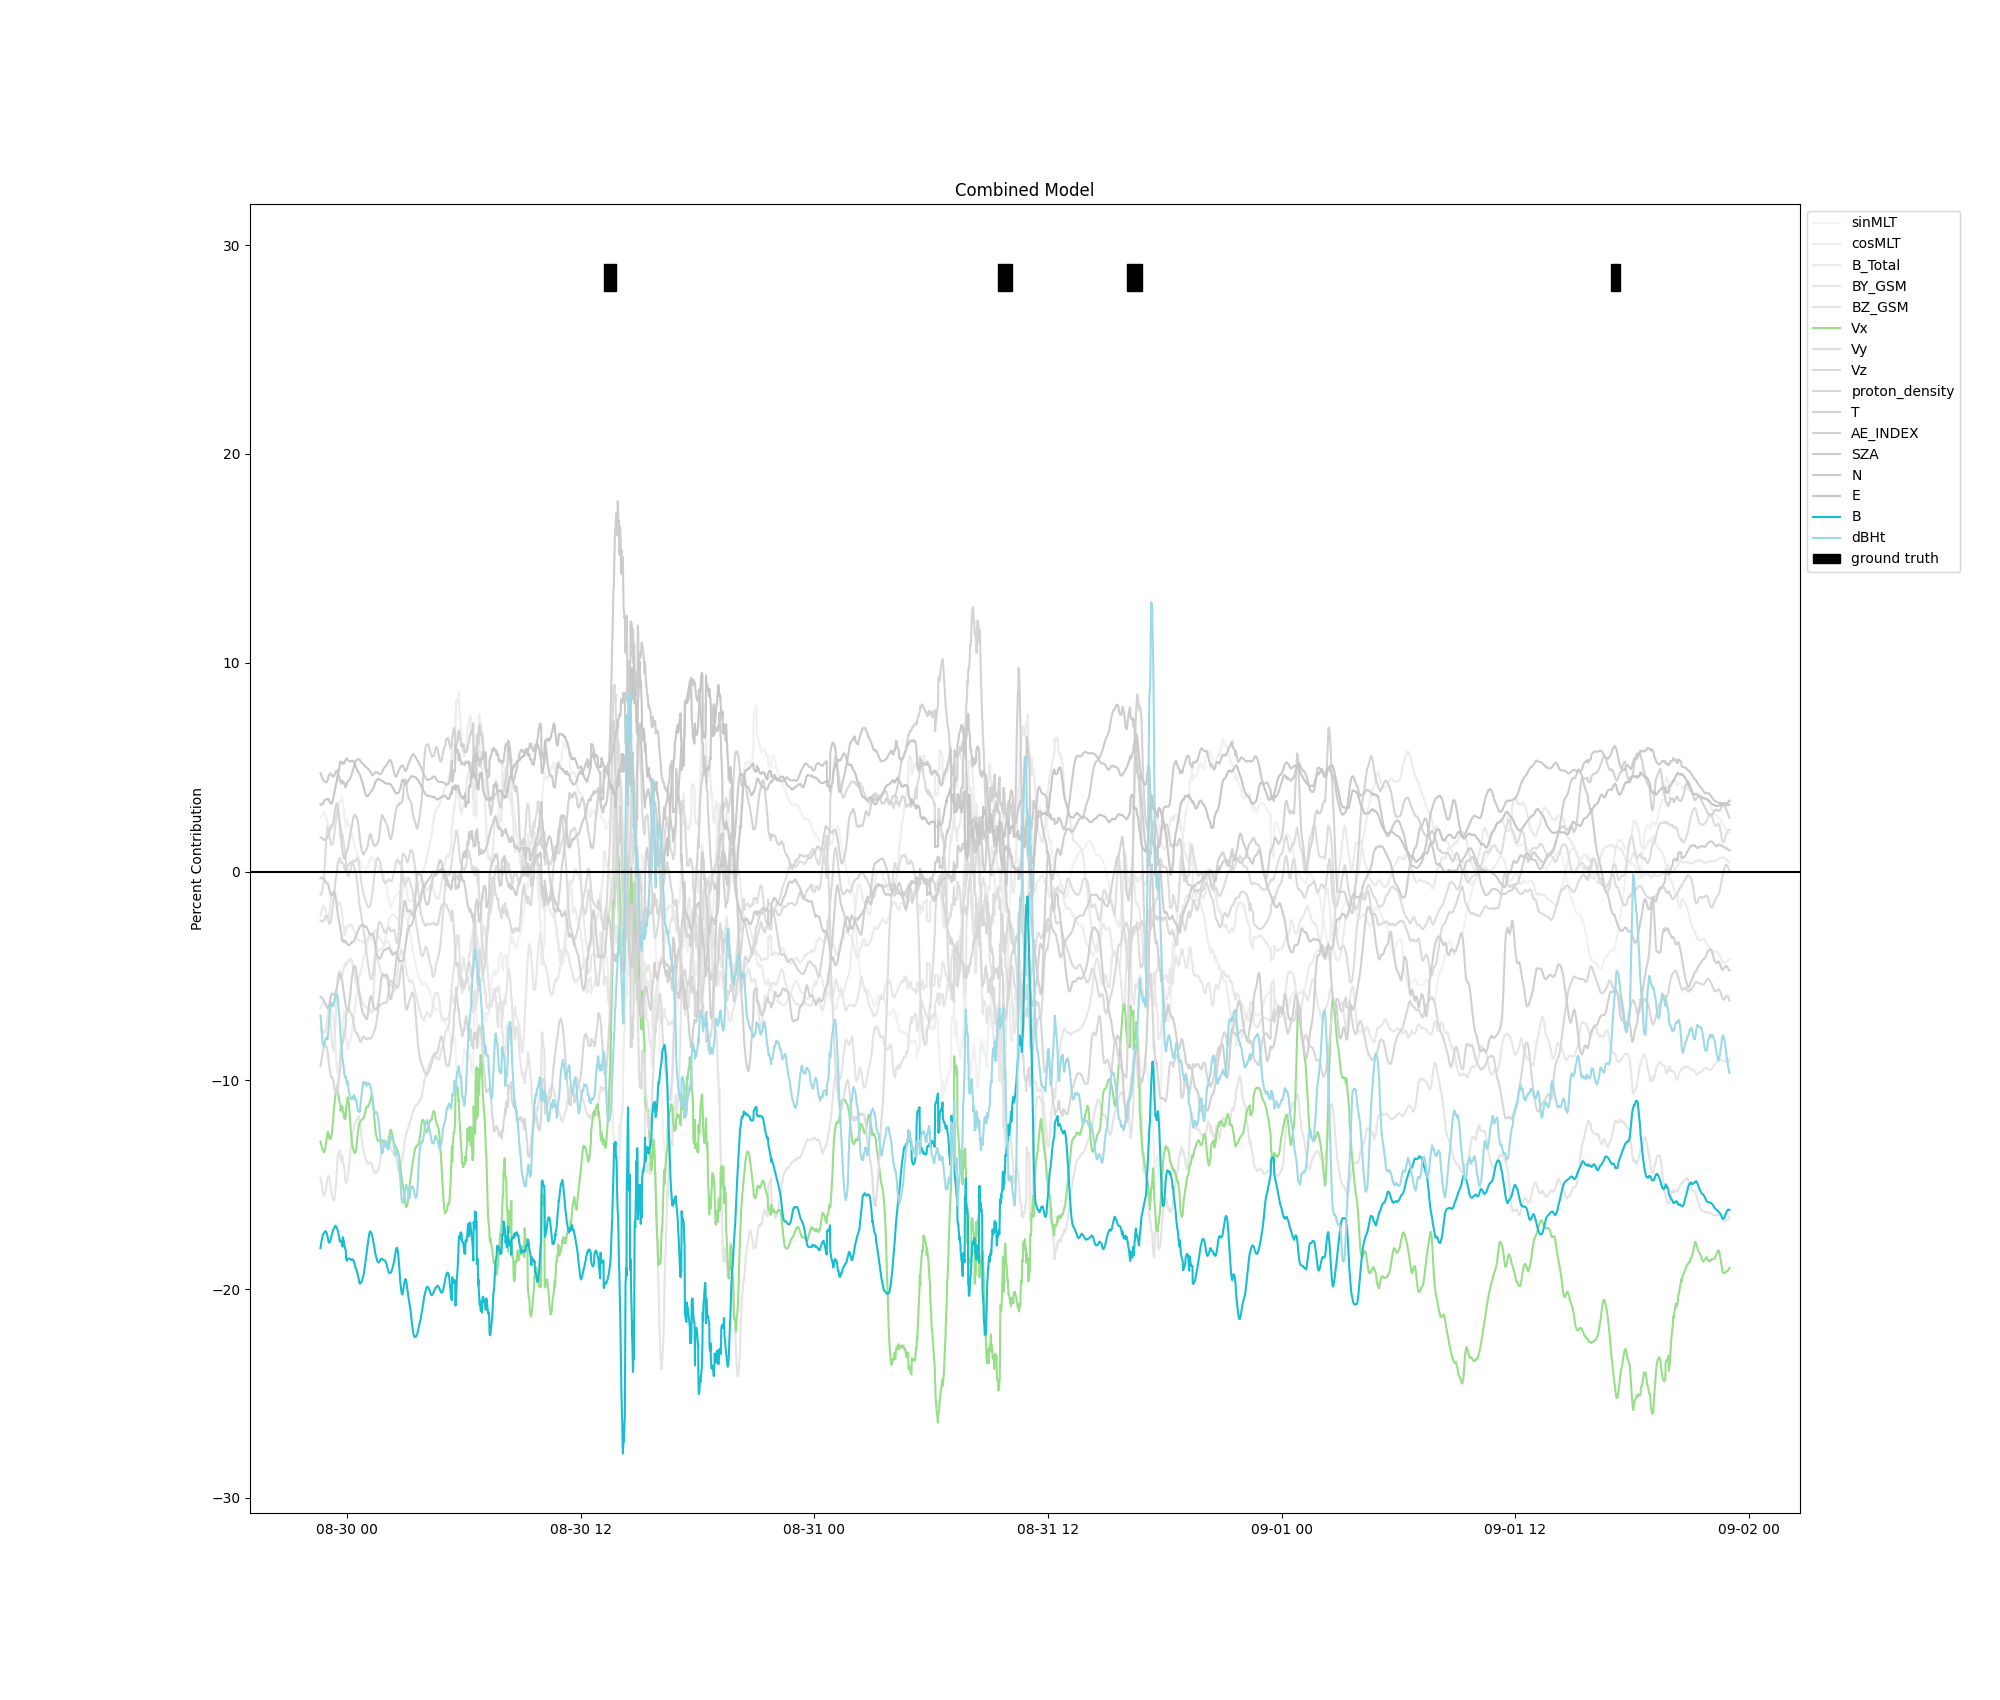 Combined Model
Percent Contribution
30
20
10
0
−10
−20
−30
08-30 00
08-30 12
08-31 00
08-31 12
09-01 00
09-01 12
09-02 00
sinMLT
cosMLT
B_Total
BY_GSM
BZ_GSM
Vx
Vy
Vz
proton_density
T
AE_INDEX
SZA
N
E
B
dBHt
ground truth